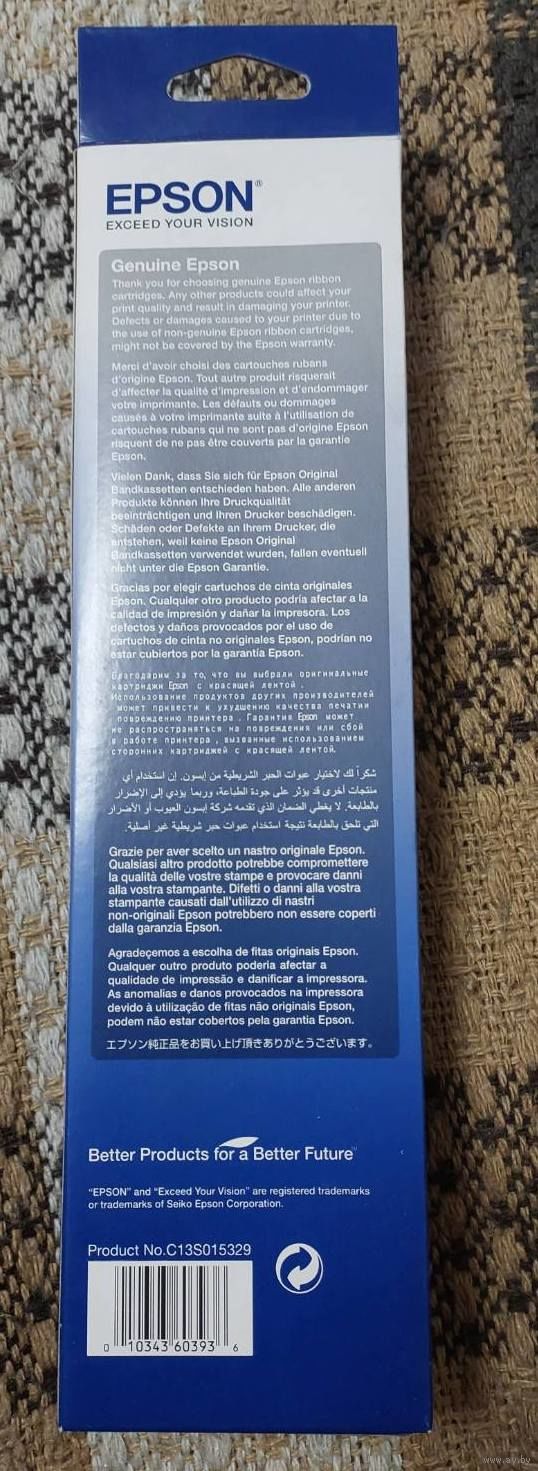 EPSON®
EXCEED YOUR VISION
Genuine Epson
Thank you for choosing genuine Epson ribbon
cartridges. Any other products could affect your
print quality and result in damaging your printer.
Defects or damages caused to your printer due to
the use of non-genuine Epson ribbon cartridges,
might not be covered by the Epson warranty.
Merci d'avoir choisi des cartouches rubans
d'origine Epson. Tout autre produit risquerait
d'affecter la qualité d'impression et d'endommager
votre imprimante. Les défauts ou dommages
causés à votre imprimante suite à l'utilisation de
cartouches rubans qui ne sont pas d'origine Epson
risquent de ne pas être couverts par la garantie
Epson.
Vielen Dank, dass Sie sich für Epson Original
Bandkassetten entschieden haben. Alle anderen
Produkte können Ihre Druckqualität
beeinträchtigen und Ihren Drucker beschädigen.
Schäden oder Defekte an Ihrem Drucker, die
entstehen, weil keine Epson Original
Bandkassetten verwendet wurden, fallen eventuell
nicht unter die Epson Garantie.
Gracias por elegir cartuchos de cinta originales
Epson. Cualquier otro producto podría afectar a la
calidad de impresión y dañar la impresora. Los
defectos y daños provocados por el uso de
cartuchos de cinta no originales Epson, podrían no
estar cubiertos por la garantía Epson.
Благодарим за то, что вы выбрали оригинальные
картриджи Epson с красящей лентой .
Использование продуктов других производителей
может привести к ухудшению качества печатии
повреждению принтера . Гарантия Epson может
не распространяться на повреждения или сбой
в работе принтера , вызванные использованием
сторонних картриджей с красящей лентой.
شكراً لك لاختيار عبوات الحبر الشريطية من إبسون. إن استخدام أي
منتجات أخرى قد يؤثر على جودة الطباعة، وربما يؤدي إلى الإضرار
بالطابعة. لا يغطي الضمان الذي تقدمه شركة إبسون العيوب أو الأضرار
التي تلحق بالطابعة نتيجة استخدام عبوات حبر شريطية غير أصلية.
Grazie per aver scelto un nastro originale Epson.
Qualsiasi altro prodotto potrebbe compromettere
la qualità delle vostre stampe e provocare danni
alla vostra stampante. Difetti o danni alla vostra
stampante causati dall'utilizzo di nastri
non-originali Epson potrebbero non essere coperti
dalla garanzia Epson.
Agradeçemos a escolha de fitas originais Epson.
Qualquer outro produto poderia afectar a
qualidade de impressão e danificar a impressora.
As anomalias e danos provocados na impressora
devido à utilização de fitas não originais Epson,
podem não estar cobertos pela garantia Epson.
エプソン純正品をお買い上げ頂きありがとうございます。
Better Products for a Better Future™
"EPSON" and "Exceed Your Vision" are registered trademarks
or trademarks of Seiko Epson Corporation.
Product No.C13S015329
0 10343 60393 6
www.ay.by